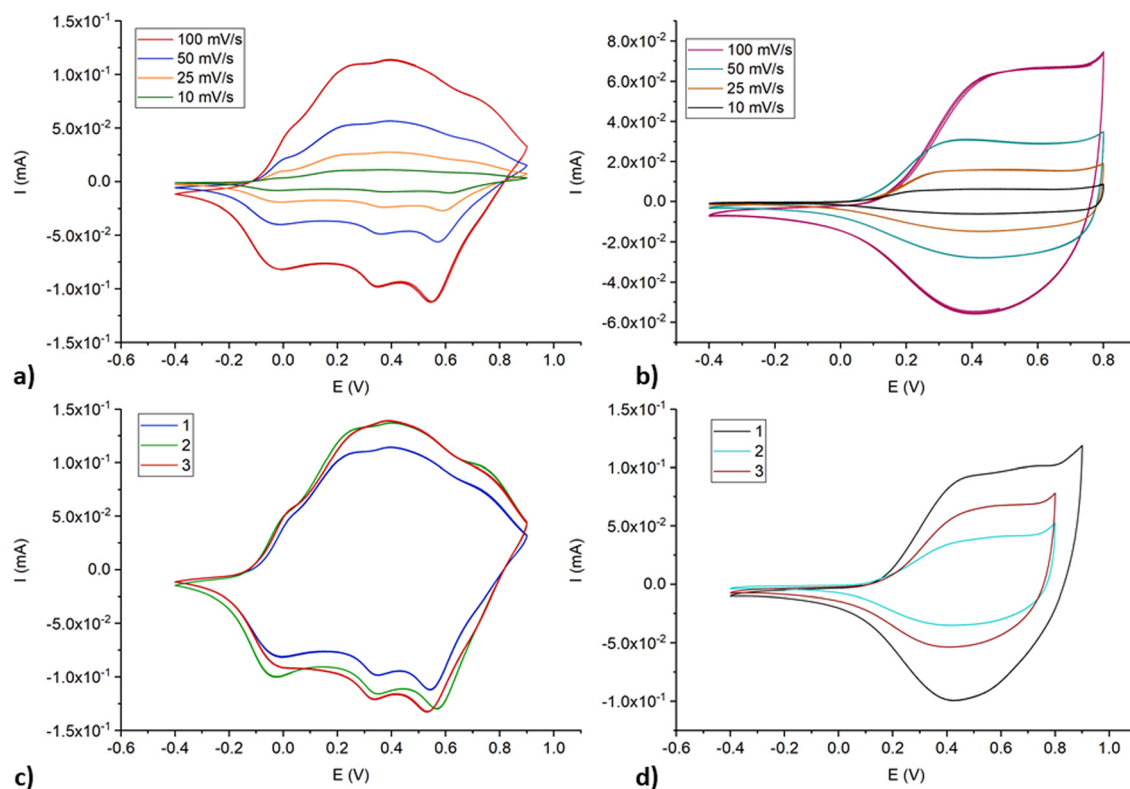 1.5x10⁻¹
1.0x10⁻¹
5.0x10⁻²
0.0
-5.0x10⁻²
-1.0x10⁻¹
-1.5x10⁻¹
I (mA)
100 mV/s
50 mV/s
25 mV/s
10 mV/s
-0.6 -0.4 -0.2 0.0 0.2 0.4 0.6 0.8 1.0
E (V)
a)
8.0x10⁻²
6.0x10⁻²
4.0x10⁻²
2.0x10⁻²
0.0
-2.0x10⁻²
-4.0x10⁻²
-6.0x10⁻²
I (mA)
100 mV/s
50 mV/s
25 mV/s
10 mV/s
-0.4 -0.2 0.0 0.2 0.4 0.6 0.8
E (V)
b)
1.5x10⁻¹
1.0x10⁻¹
5.0x10⁻²
0.0
-5.0x10⁻²
-1.0x10⁻¹
-1.5x10⁻¹
I (mA)
1
2
3
-0.6 -0.4 -0.2 0.0 0.2 0.4 0.6 0.8 1.0
E (V)
c)
1.5x10⁻¹
1.0x10⁻¹
5.0x10⁻²
0.0
-5.0x10⁻²
-1.0x10⁻¹
I (mA)
1
2
3
-0.6 -0.4 -0.2 0.0 0.2 0.4 0.6 0.8 1.0
E (V)
d)